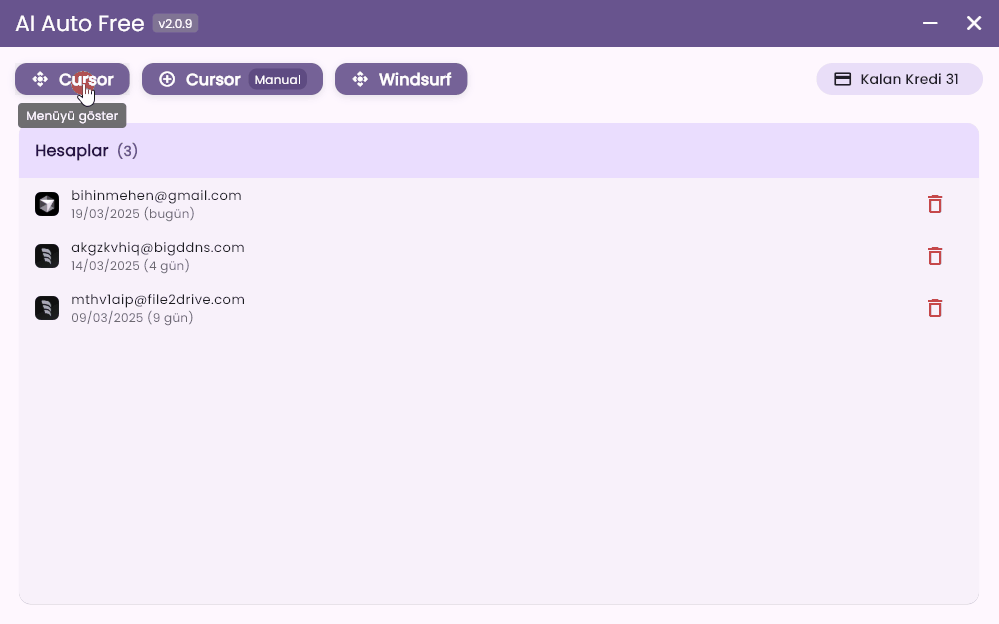 AI Auto Free v2.0.9
Cursor Cursor Manual Windsurf Kalan Kredi 31
Menüyü göster
Hesaplar (3)
bihinmehen@gmail.com
19/03/2025 (bugün)
akgzkvhiq@bigddns.com
14/03/2025 (4 gün)
mthv1aip@file2drive.com
09/03/2025 (9 gün)